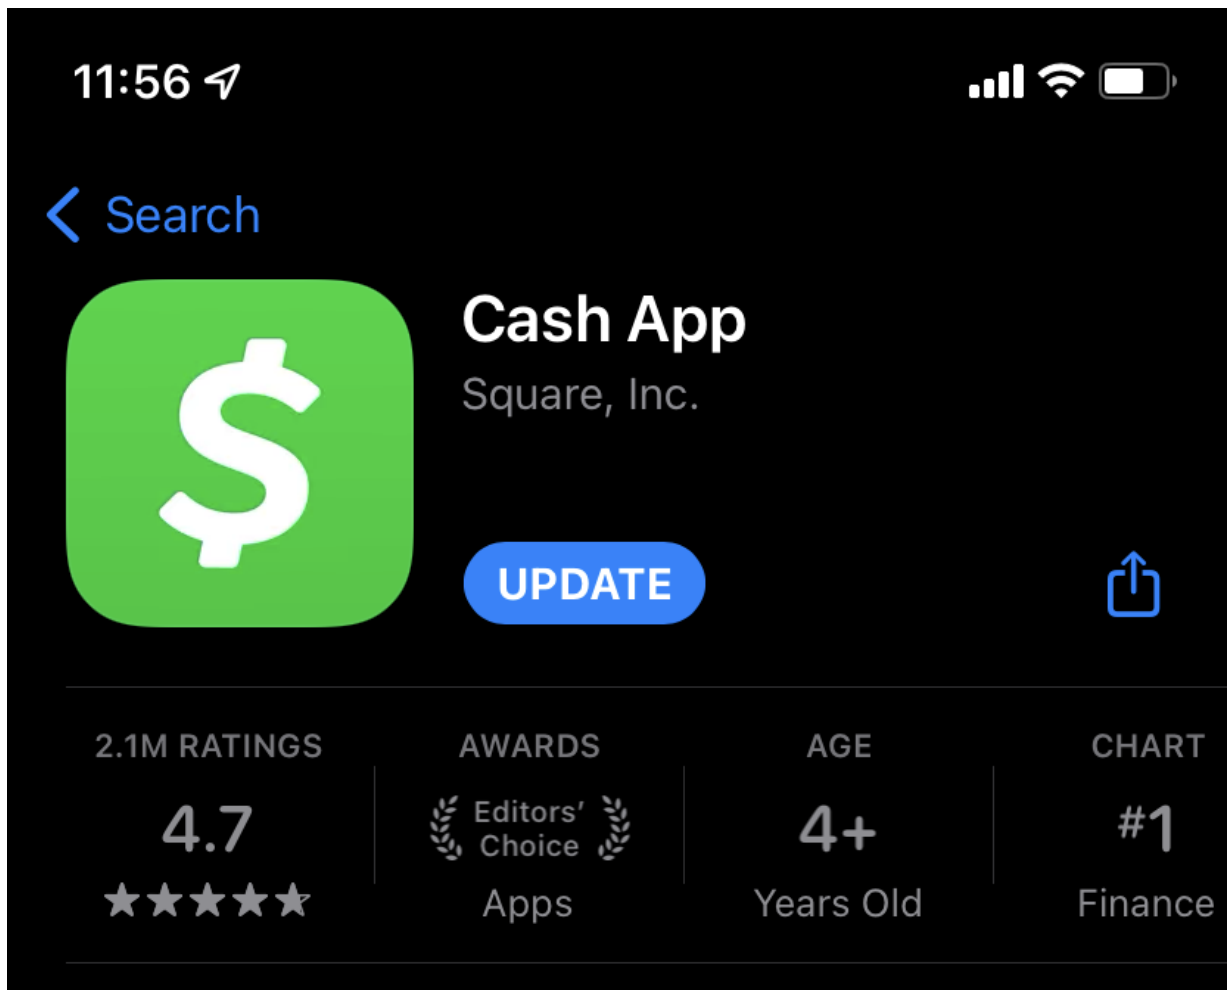 11:56
Search
$
Cash App
Square, Inc.
UPDATE
2.1M RATINGS
4.7
AWARDS
Editors’
Choice
Apps
AGE
4+
Years Old
CHART
#1
Finance